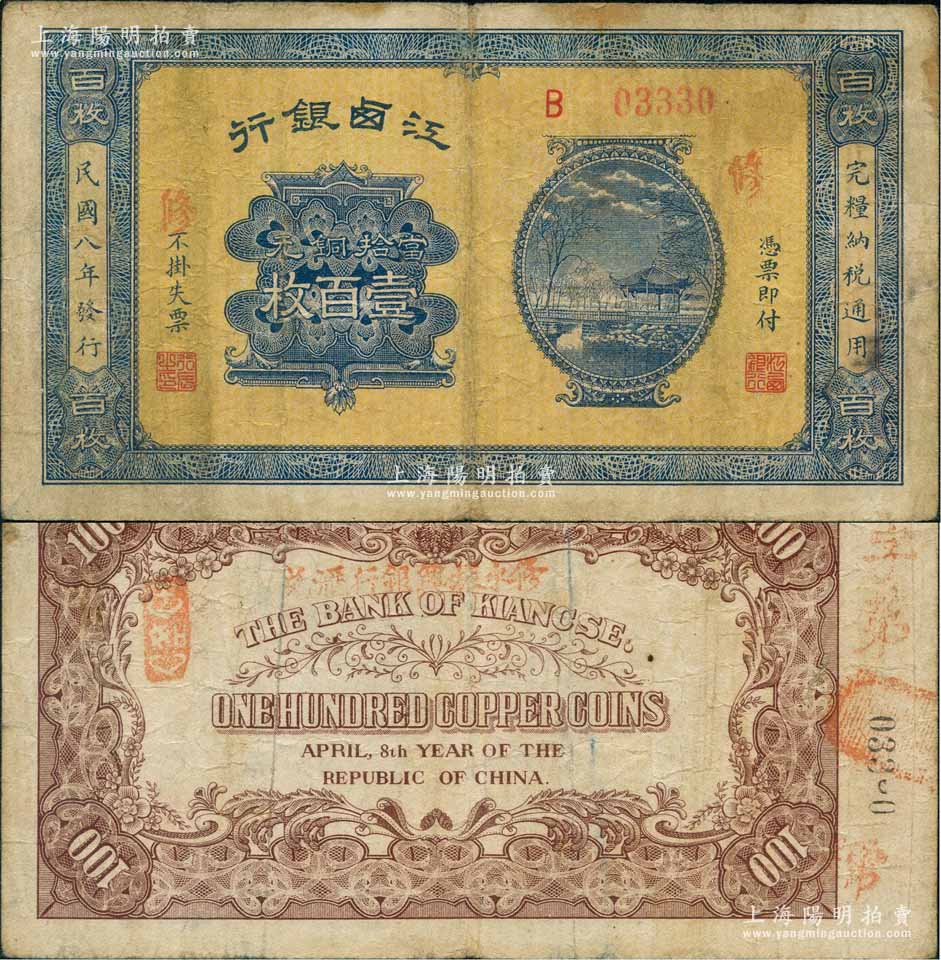 上海陽明拍賣
www.yangmingauction.com
百枚
百枚
B 03330
江西銀行
修
修
當拾銅元
壹百枚
完糧納稅通用
憑票即付
不掛失票
民國八年發行
百枚
百枚
上海陽明拍賣
www.yangmingauction.com
100
THE BANK OF KIANGSE.
ONE HUNDRED COPPER COINS
APRIL, 8th YEAR OF THE
REPUBLIC OF CHINA.
03330
100
100
上海陽明拍賣
www.yangmingauction.com